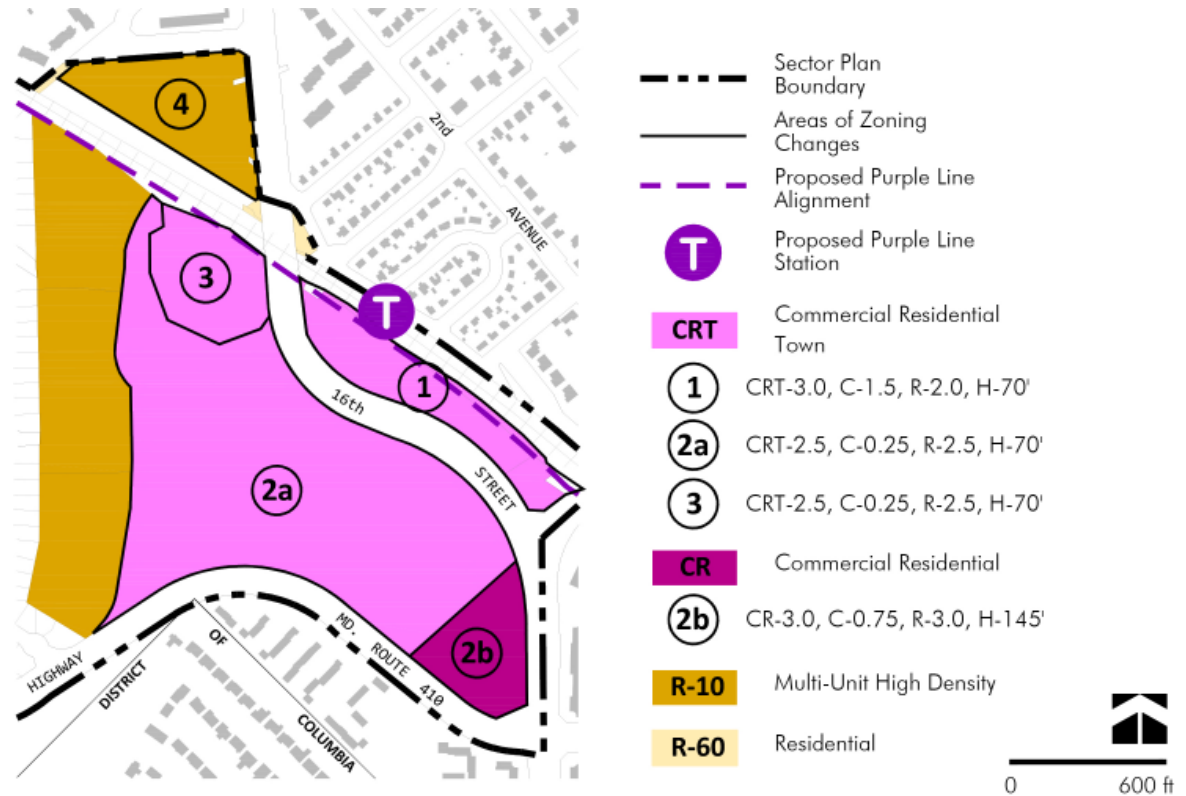 4
2nd
AVENUE
3
T
1
16th
STREET
2a
2b
MD. ROUTE 410
HIGHWAY
DISTRICT
OF
COLUMBIA
Sector Plan
Boundary
Areas of Zoning
Changes
Proposed Purple Line
Alignment
T
Proposed Purple Line
Station
CRT
Commercial Residential
Town
1 CRT-3.0, C-1.5, R-2.0, H-70'
2a CRT-2.5, C-0.25, R-2.5, H-70'
3 CRT-2.5, C-0.25, R-2.5, H-70'
CR Commercial Residential
2b CR-3.0, C-0.75, R-3.0, H-145'
R-10 Multi-Unit High Density
R-60 Residential
0 600 ft